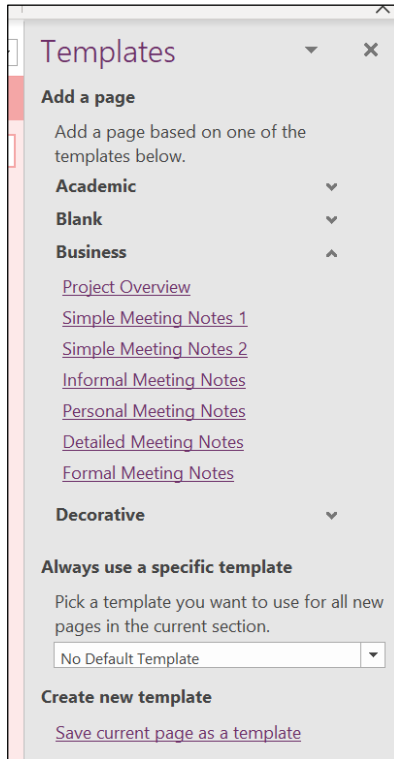 Templates
Add a page
Add a page based on one of the
templates below.
Academic
Blank
Business
Project Overview
Simple Meeting Notes 1
Simple Meeting Notes 2
Informal Meeting Notes
Personal Meeting Notes
Detailed Meeting Notes
Formal Meeting Notes
Decorative
Always use a specific template
Pick a template you want to use for all new
pages in the current section.
No Default Template
Create new template
Save current page as a template